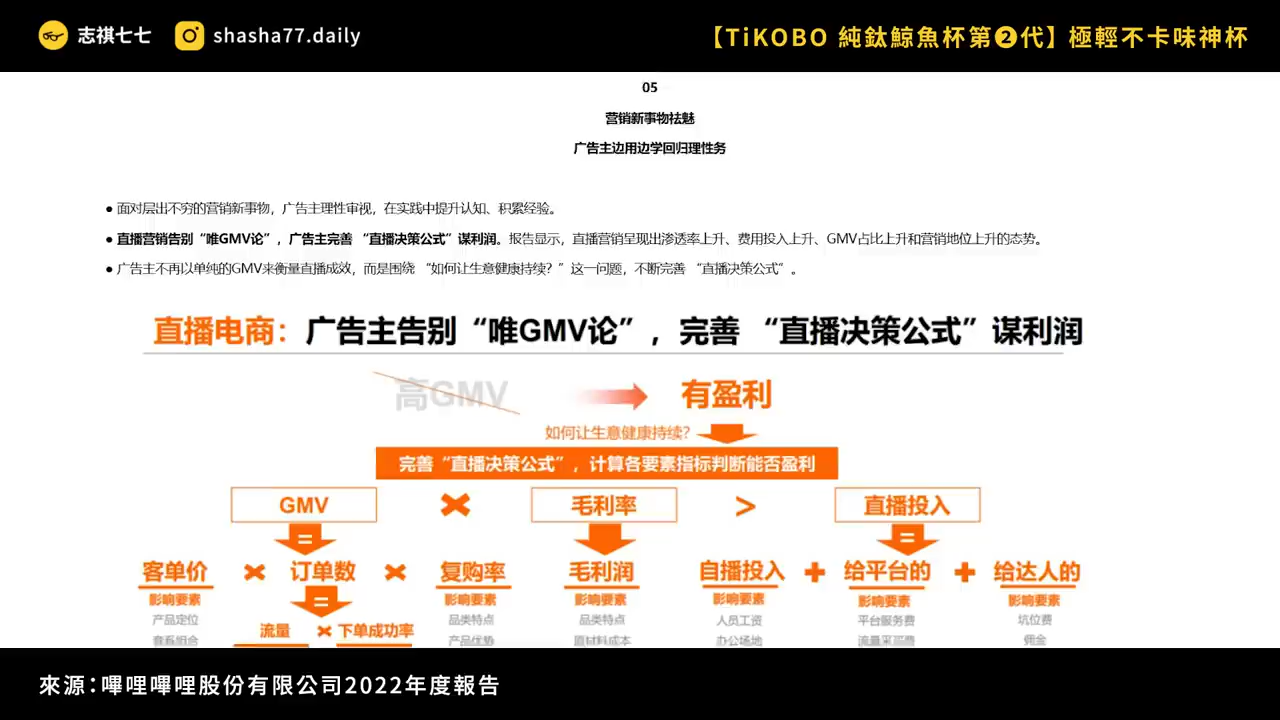 志祺七七 shasha77.daily 【TiKOBO 純鈦鯨魚杯第❷代】極輕不卡味神杯
05
营销新事物祛魅
广告主边用边学回归理性务
● 面对层出不穷的营销新事物，广告主理性审视，在实践中提升认知、积累经验。
● 直播营销告别“唯GMV论”，广告主完善 “直播决策公式” 谋利润。报告显示，直播营销呈现出渗透率上升、费用投入上升、GMV占比上升和营销地位上升的态势。
● 广告主不再以单纯的GMV来衡量直播成效，而是围绕 “如何让生意健康持续？” 这一问题，不断完善 “直播决策公式” 。
直播电商：广告主告别“唯GMV论”，完善 “直播决策公式” 谋利润
高GMV 有盈利
如何让生意健康持续？
完善“直播决策公式”，计算各要素指标判断能否盈利
GMV × 毛利率 > 直播投入
= =
客单价 × 订单数 × 复购率 毛利润 自播投入 + 给平台的 + 给达人的
影响要素 = 影响要素 影响要素 影响要素 影响要素 影响要素
产品定位 品类特点 品类特点 人员工资 平台服务费 坑位费
流量 × 下单成功率
套系组合 产品优势 原材料成本 办公场地 流量采买费 佣金
來源：嗶哩嗶哩股份有限公司2022年度報告